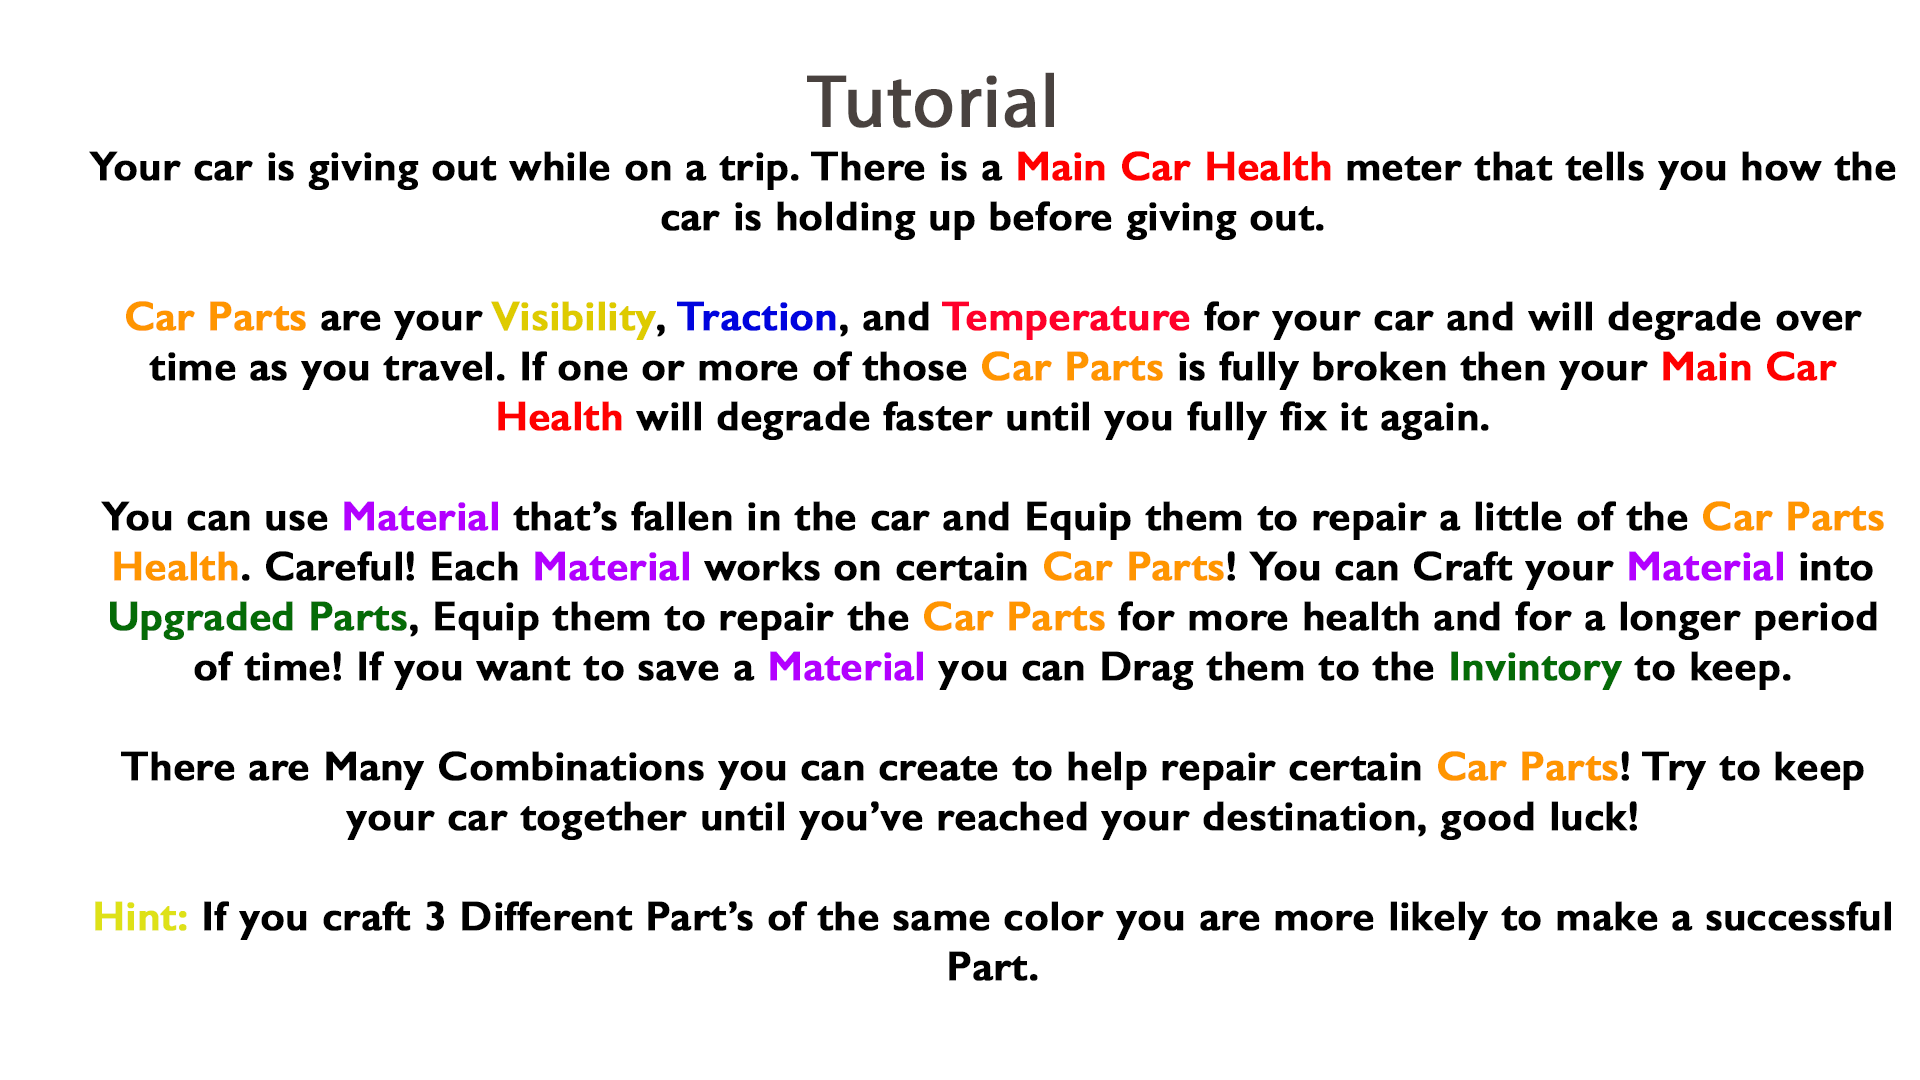 Tutorial
Your car is giving out while on a trip. There is a Main Car Health meter that tells you how the
car is holding up before giving out.
Car Parts are your Visibility, Traction, and Temperature for your car and will degrade over
time as you travel. If one or more of those Car Parts is fully broken then your Main Car
Health will degrade faster until you fully fix it again.
You can use Material that’s fallen in the car and Equip them to repair a little of the Car Parts
Health. Careful! Each Material works on certain Car Parts! You can Craft your Material into
Upgraded Parts, Equip them to repair the Car Parts for more health and for a longer period
of time! If you want to save a Material you can Drag them to the Invintory to keep.
There are Many Combinations you can create to help repair certain Car Parts! Try to keep
your car together until you’ve reached your destination, good luck!
Hint: If you craft 3 Different Part’s of the same color you are more likely to make a successful
Part.